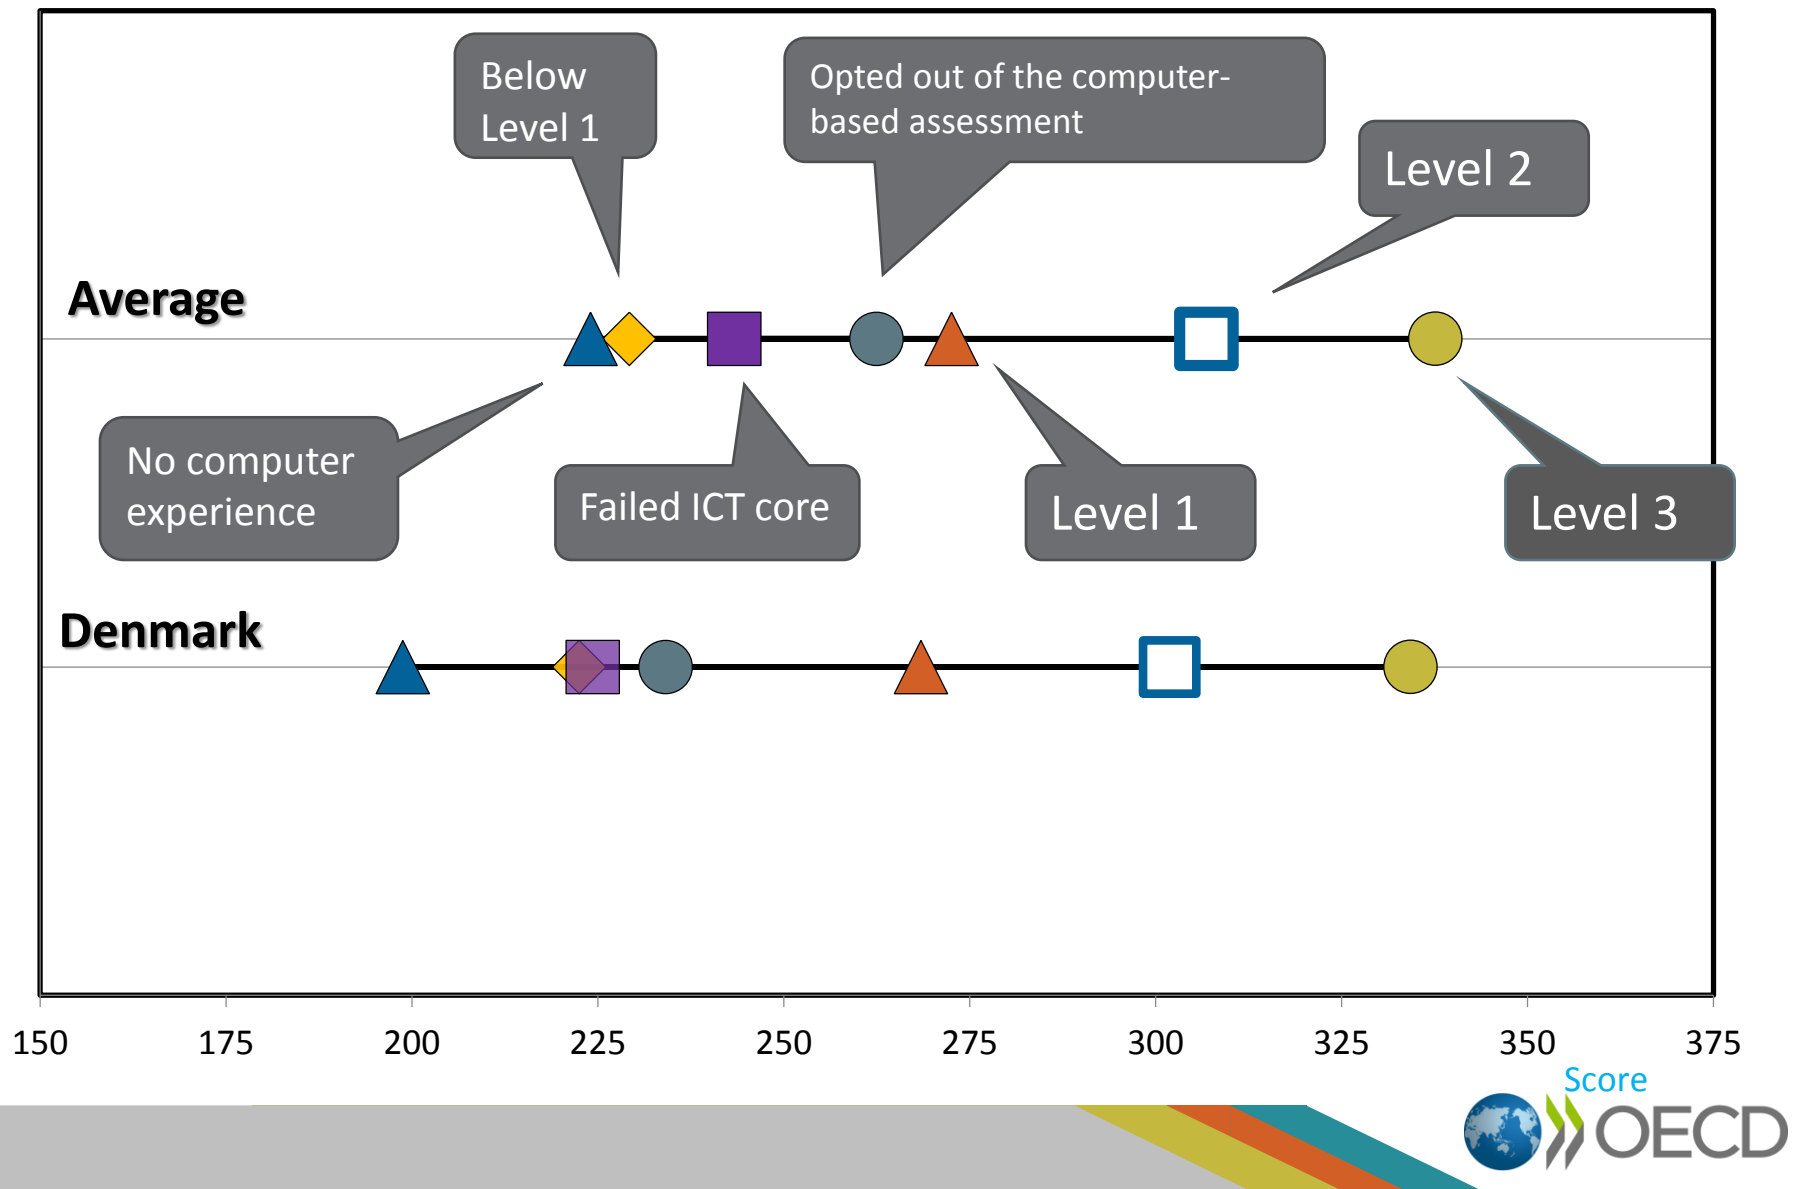 Below
Level 1
Opted out of the computer-
based assessment
Level 2
Average
No computer
experience
Failed ICT core
Level 1
Level 3
Denmark
150 175 200 225 250 275 300 325 350 375
Score
OECD